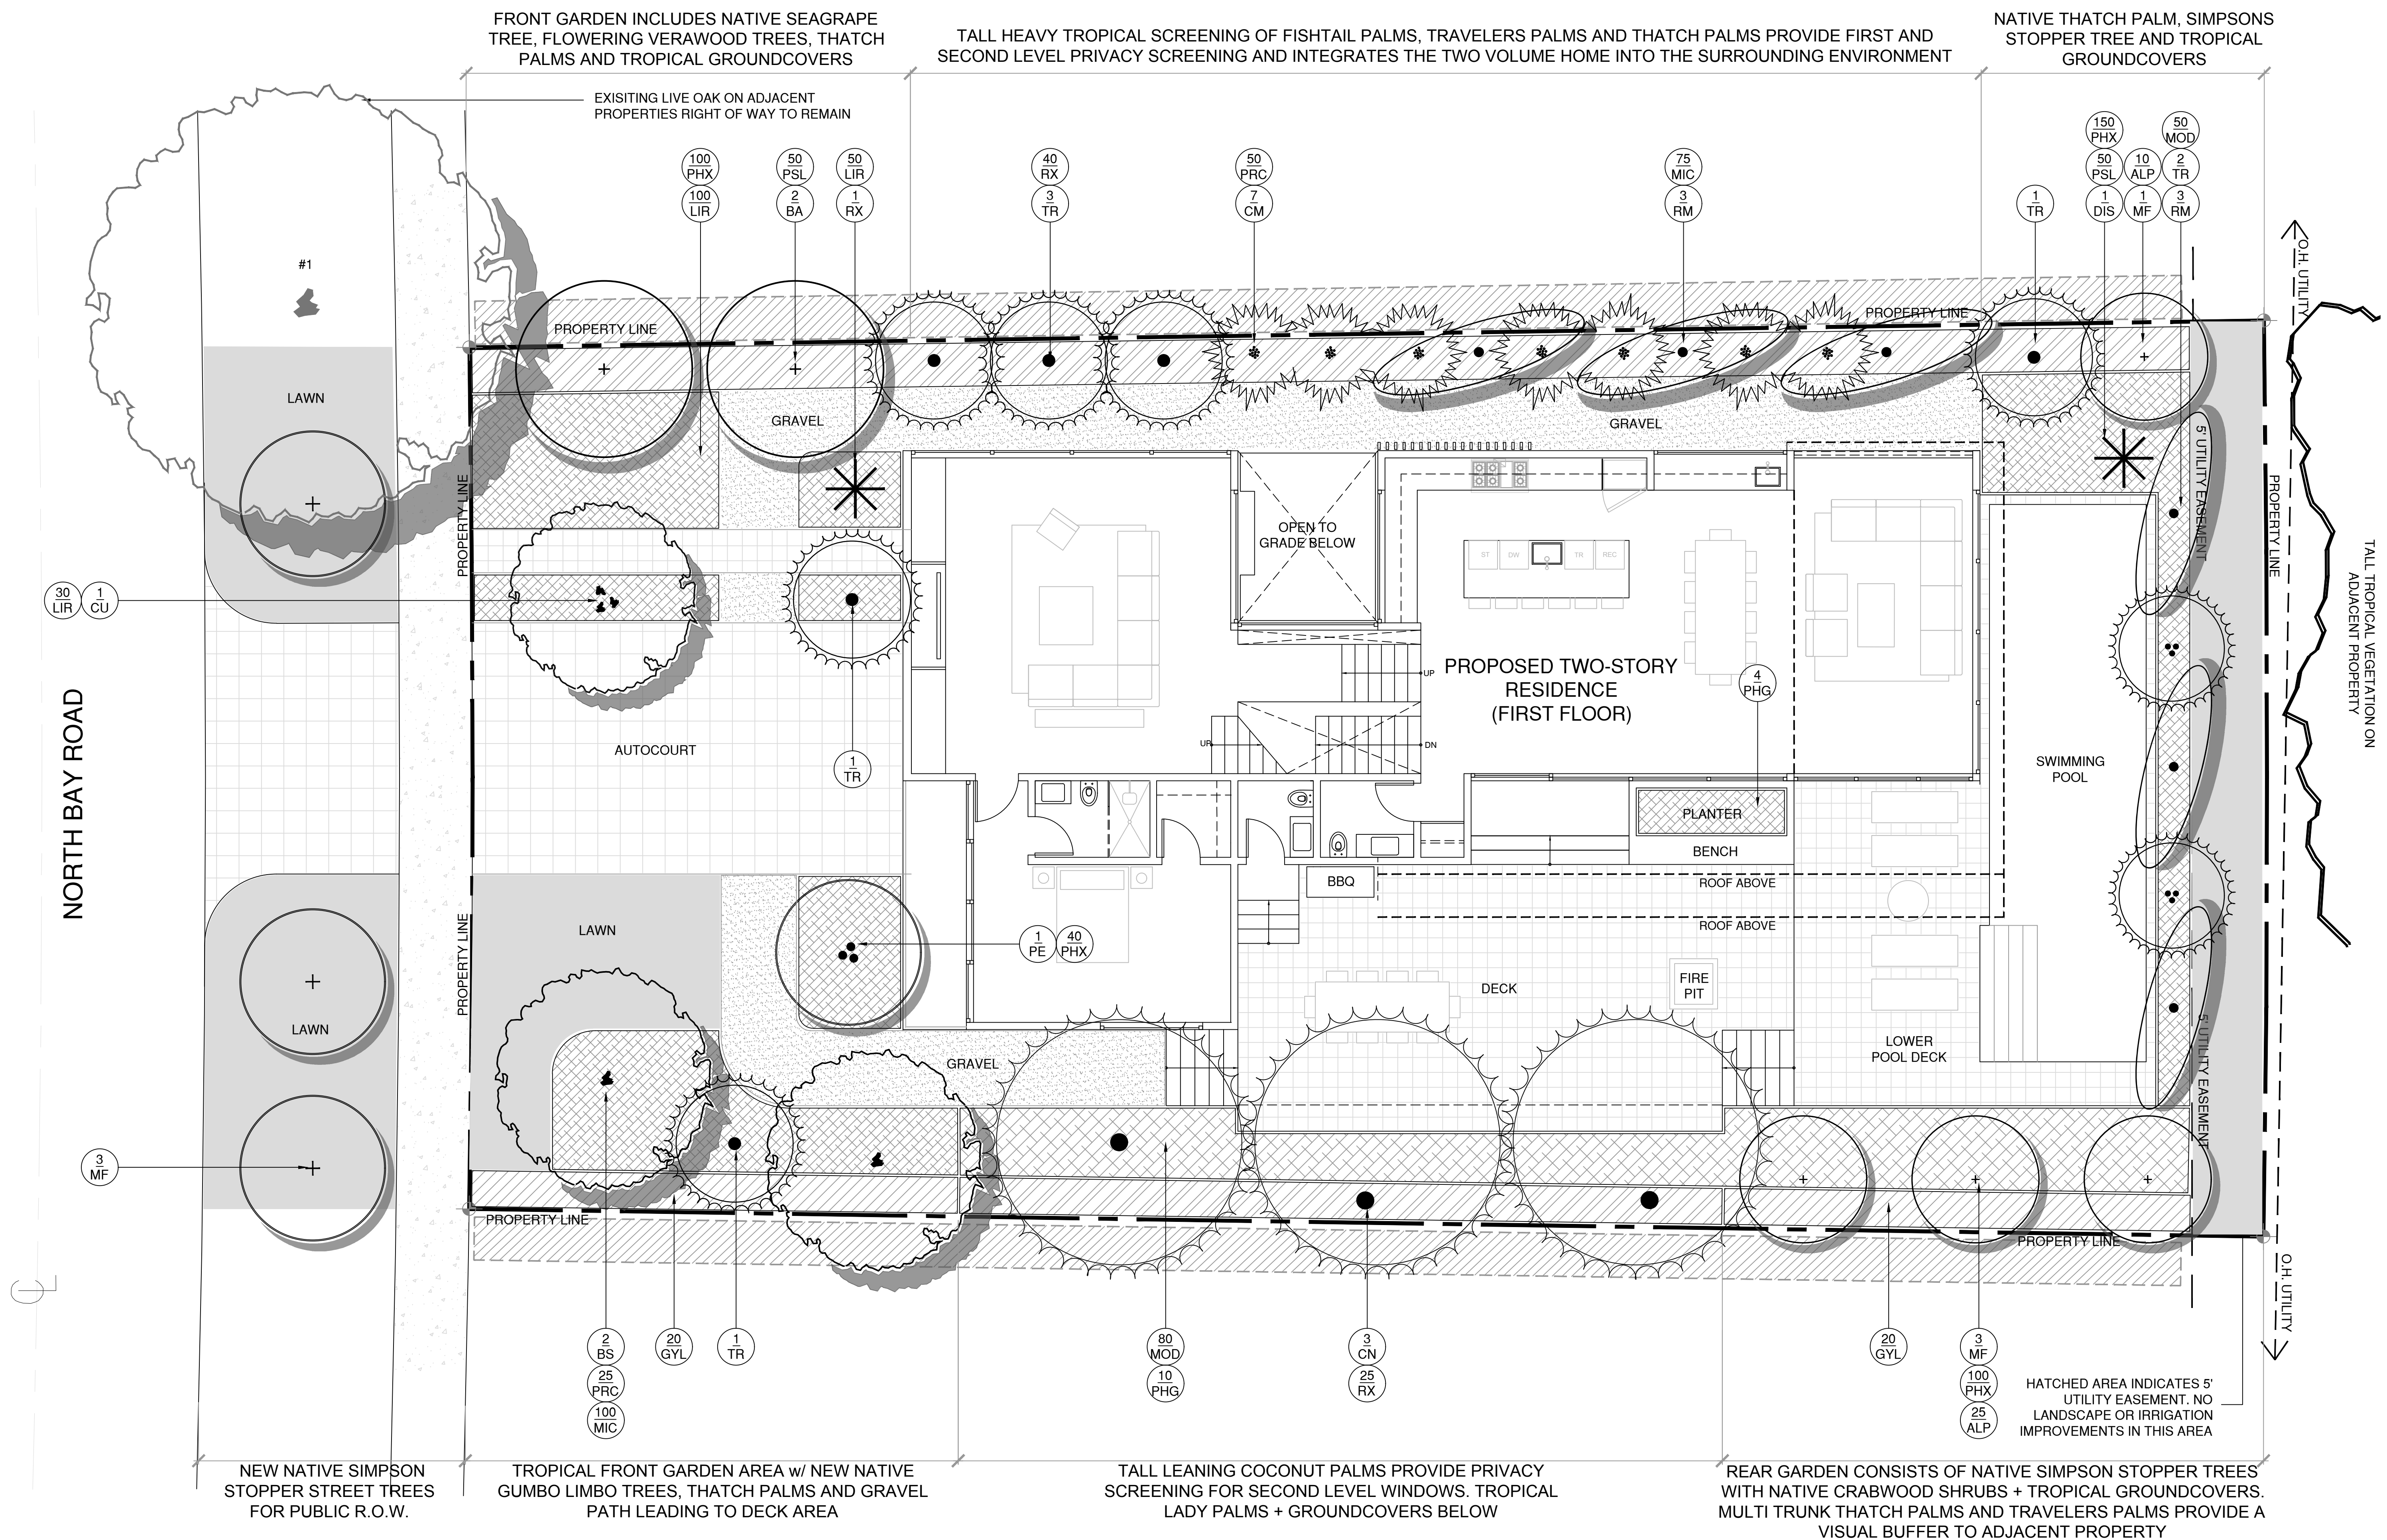 FRONT GARDEN INCLUDES NATIVE SEAGRAPE
TREE, FLOWERING VERAWOOD TREES, THATCH
PALMS AND TROPICAL GROUNDCOVERS
TALL HEAVY TROPICAL SCREENING OF FISHTAIL PALMS, TRAVELERS PALMS AND THATCH PALMS PROVIDE FIRST AND
SECOND LEVEL PRIVACY SCREENING AND INTEGRATES THE TWO VOLUME HOME INTO THE SURROUNDING ENVIRONMENT
NATIVE THATCH PALM, SIMPSONS
STOPPER TREE AND TROPICAL
GROUNDCOVERS
EXISITING LIVE OAK ON ADJACENT
PROPERTIES RIGHT OF WAY TO REMAIN
100
PHX
100
LIR
50
PSL
2
BA
50
LIR
1
RX
40
RX
3
TR
50
PRC
7
CM
75
MIC
3
RM
1
TR
150
PHX
50
PSL
1
DIS
10
ALP
1
MF
50
MOD
2
TR
3
RM
O.H. UTILITY
#1
PROPERTY LINE
PROPERTY LINE
LAWN
GRAVEL
GRAVEL
5' UTILITY EASEMENT
PROPERTY LINE
PROPERTY LINE
OPEN TO
GRADE BELOW
ST
DW
TR
REC
TALL TROPICAL VEGETATION ON
ADJACENT PROPERTY
30
LIR
1
CU
NORTH BAY ROAD
PROPOSED TWO-STORY
RESIDENCE
(FIRST FLOOR)
UP
4
PHG
AUTOCOURT
UP
DN
1
TR
SWIMMING
POOL
PLANTER
BENCH
BBQ
ROOF ABOVE
ROOF ABOVE
LAWN
PROPERTY LINE
1
PE
40
PHX
DECK
FIRE
PIT
LAWN
GRAVEL
LOWER
POOL DECK
5' UTILITY EASEMENT
3
MF
PROPERTY LINE
PROPERTY LINE
O.H. UTILITY
2
BS
25
PRC
100
MIC
20
GYL
1
TR
80
MOD
10
PHG
3
CN
25
RX
20
GYL
3
MF
100
PHX
25
ALP
HATCHED AREA INDICATES 5'
UTILITY EASEMENT. NO
LANDSCAPE OR IRRIGATION
IMPROVEMENTS IN THIS AREA
NEW NATIVE SIMPSON
STOPPER STREET TREES
FOR PUBLIC R.O.W.
TROPICAL FRONT GARDEN AREA w/ NEW NATIVE
GUMBO LIMBO TREES, THATCH PALMS AND GRAVEL
PATH LEADING TO DECK AREA
TALL LEANING COCONUT PALMS PROVIDE PRIVACY
SCREENING FOR SECOND LEVEL WINDOWS. TROPICAL
LADY PALMS + GROUNDCOVERS BELOW
REAR GARDEN CONSISTS OF NATIVE SIMPSON STOPPER TREES
WITH NATIVE CRABWOOD SHRUBS + TROPICAL GROUNDCOVERS.
MULTI TRUNK THATCH PALMS AND TRAVELERS PALMS PROVIDE A
VISUAL BUFFER TO ADJACENT PROPERTY